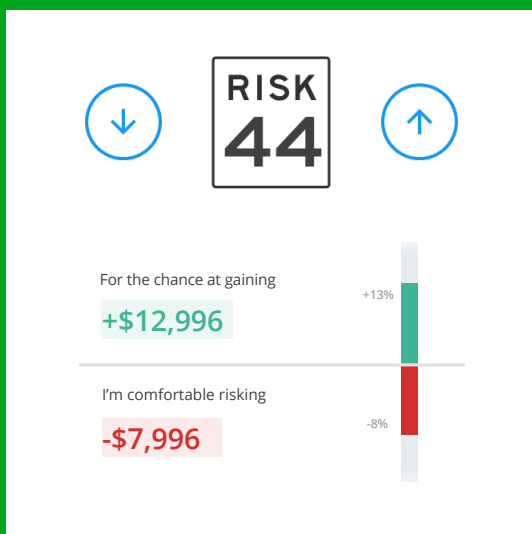 RISK
44
For the chance at gaining
+13%
+$12,996
I'm comfortable risking
-8%
-$7,996